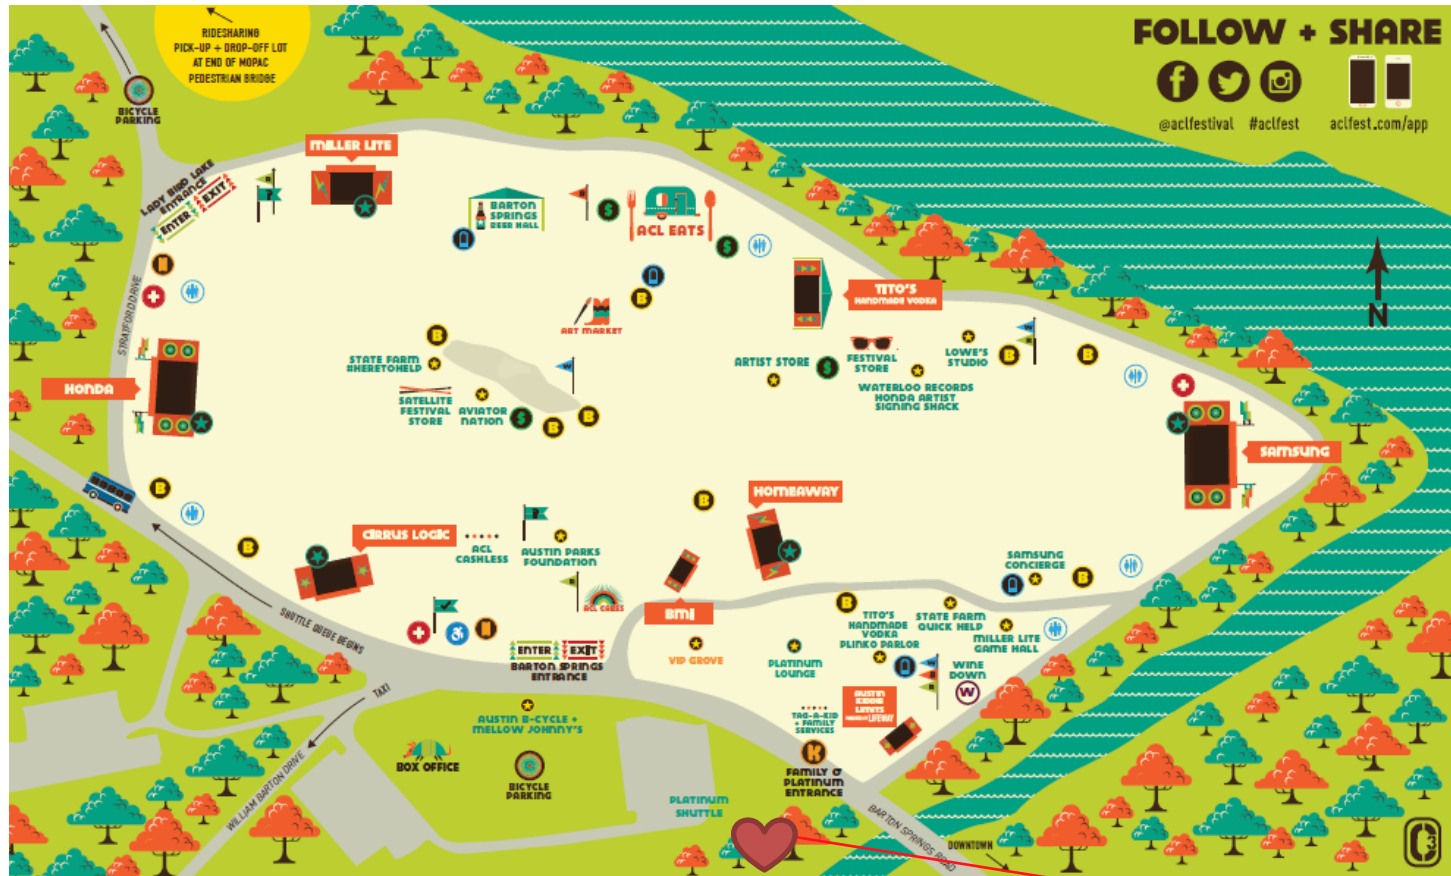 RIDESHARING
PICK-UP + DROP-OFF LOT
AT END OF MOPAC
PEDESTRIAN BRIDGE
FOLLOW + SHARE
@aclfestival #aclfest
aclfest.com/app
N
BICYCLE
PARKING
LADY BIRD LAKE
ENTRANCE
ENTER
EXIT
MILLER LITE
BARTON
SPRINGS
BEER HALL
ACL EATS
TITO'S
HANDMADE VODKA
STRATFORD DRIVE
ART MARKET
STATE FARM
#HERETOHELP
SATELLITE
FESTIVAL
STORE
AVIATOR
NATION
ARTIST STORE
FESTIVAL
STORE
LOWE'S
STUDIO
WATERLOO RECORDS
HONDA ARTIST
SIGNING SHACK
HONDA
SAMSUNG
HOMEAWAY
CIRRUS LOGIC
ACL
CASHLESS
AUSTIN PARKS
FOUNDATION
ACL CARES
BMI
SAMSUNG
CONCIERGE
SHUTTLE QUEUE BEGINS
ENTER
EXIT
BARTON SPRINGS
ENTRANCE
VIP GROVE
PLATINUM
LOUNGE
TITO'S
HANDMADE
VODKA
PLINKO PARLOR
STATE FARM
QUICK HELP
MILLER LITE
GAME HALL
WINE
DOWN
W
AUSTIN
KIDDIE
LIMITS
LIFEWAY
TAG-A-KID
+ FAMILY
SERVICES
K
FAMILY &
PLATINUM
ENTRANCE
TAXI
AUSTIN B-CYCLE +
MELLOW JOHNNY'S
BOX OFFICE
BICYCLE
PARKING
WILLIAM BARTON DRIVE
PLATINUM
SHUTTLE
BARTON SPRINGS ROAD
DOWNTOWN
C3